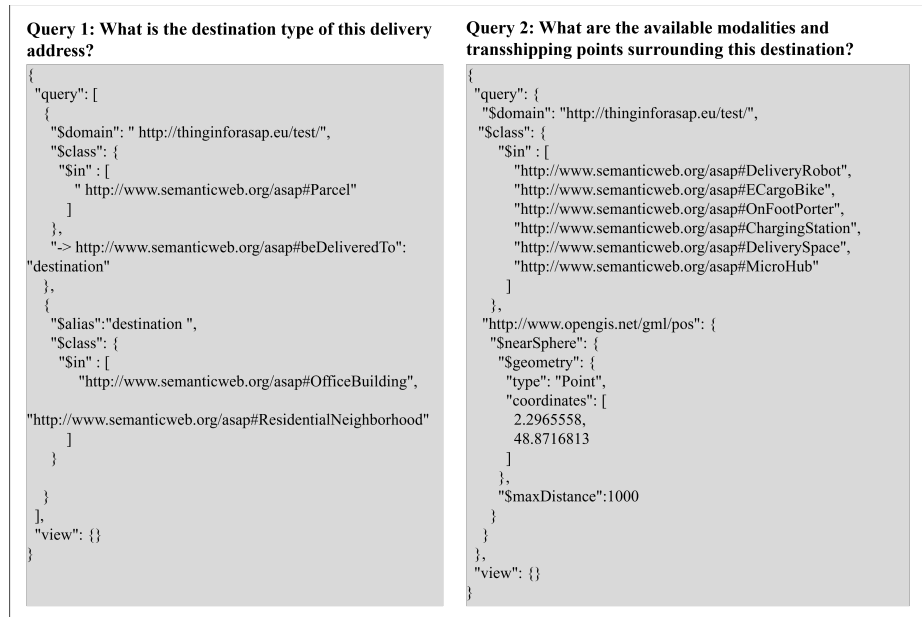 Query 1: What is the destination type of this delivery
address?
{
"query": [
{
"$domain": " http://thinginforasap.eu/test/",
"$class": {
"$in" : [
" http://www.semanticweb.org/asap#Parcel"
]
},
"-> http://www.semanticweb.org/asap#beDeliveredTo":
"destination"
},
{
"$alias":"destination ",
"$class": {
"$in" : [
"http://www.semanticweb.org/asap#OfficeBuilding",
"http://www.semanticweb.org/asap#ResidentialNeighborhood"
]
}
}
],
"view": {}
}
Query 2: What are the available modalities and
transshipping points surrounding this destination?
{
"query": {
"$domain": "http://thinginforasap.eu/test/",
"$class": {
"$in" : [
"http://www.semanticweb.org/asap#DeliveryRobot",
"http://www.semanticweb.org/asap#ECargoBike",
"http://www.semanticweb.org/asap#OnFootPorter",
"http://www.semanticweb.org/asap#ChargingStation",
"http://www.semanticweb.org/asap#DeliverySpace",
"http://www.semanticweb.org/asap#MicroHub"
]
},
"http://www.opengis.net/gml/pos": {
"$nearSphere": {
"$geometry": {
"type": "Point",
"coordinates": [
2.2965558,
48.8716813
]
},
"$maxDistance":1000
}
}
},
"view": {}
}